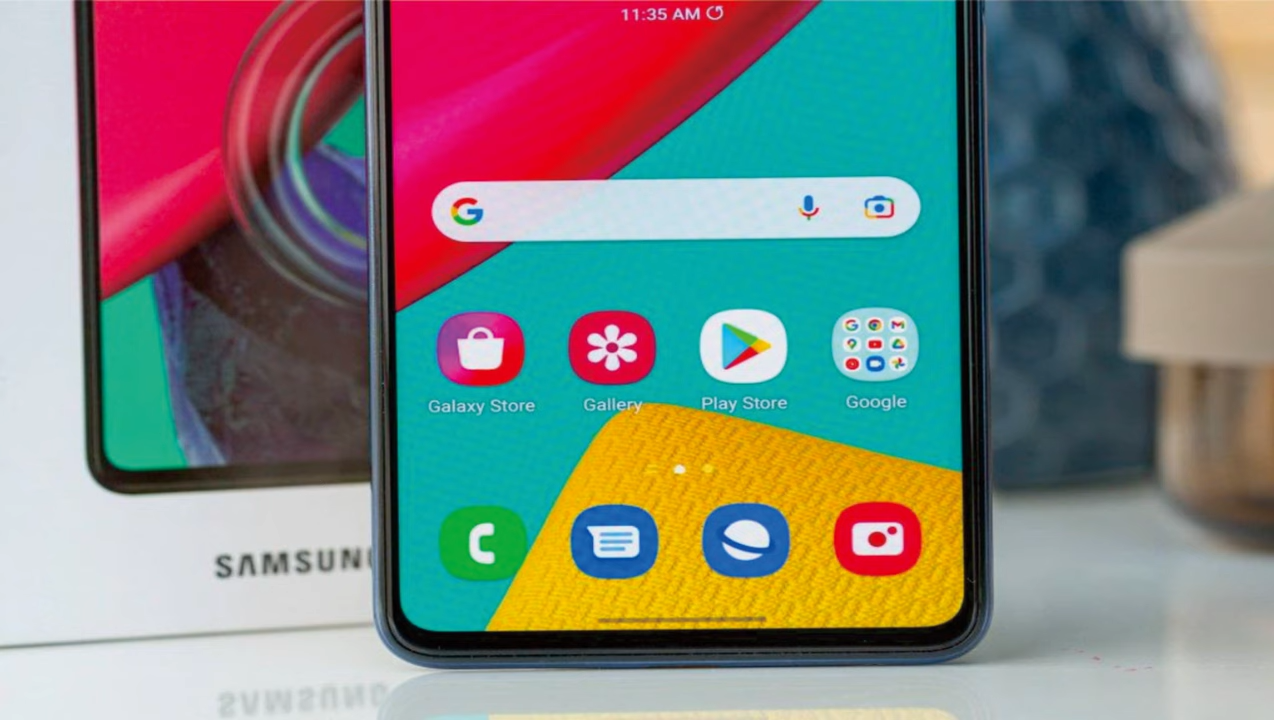 11:35 AM
Galaxy Store
Gallery
Play Store
Google
SAMSUNG